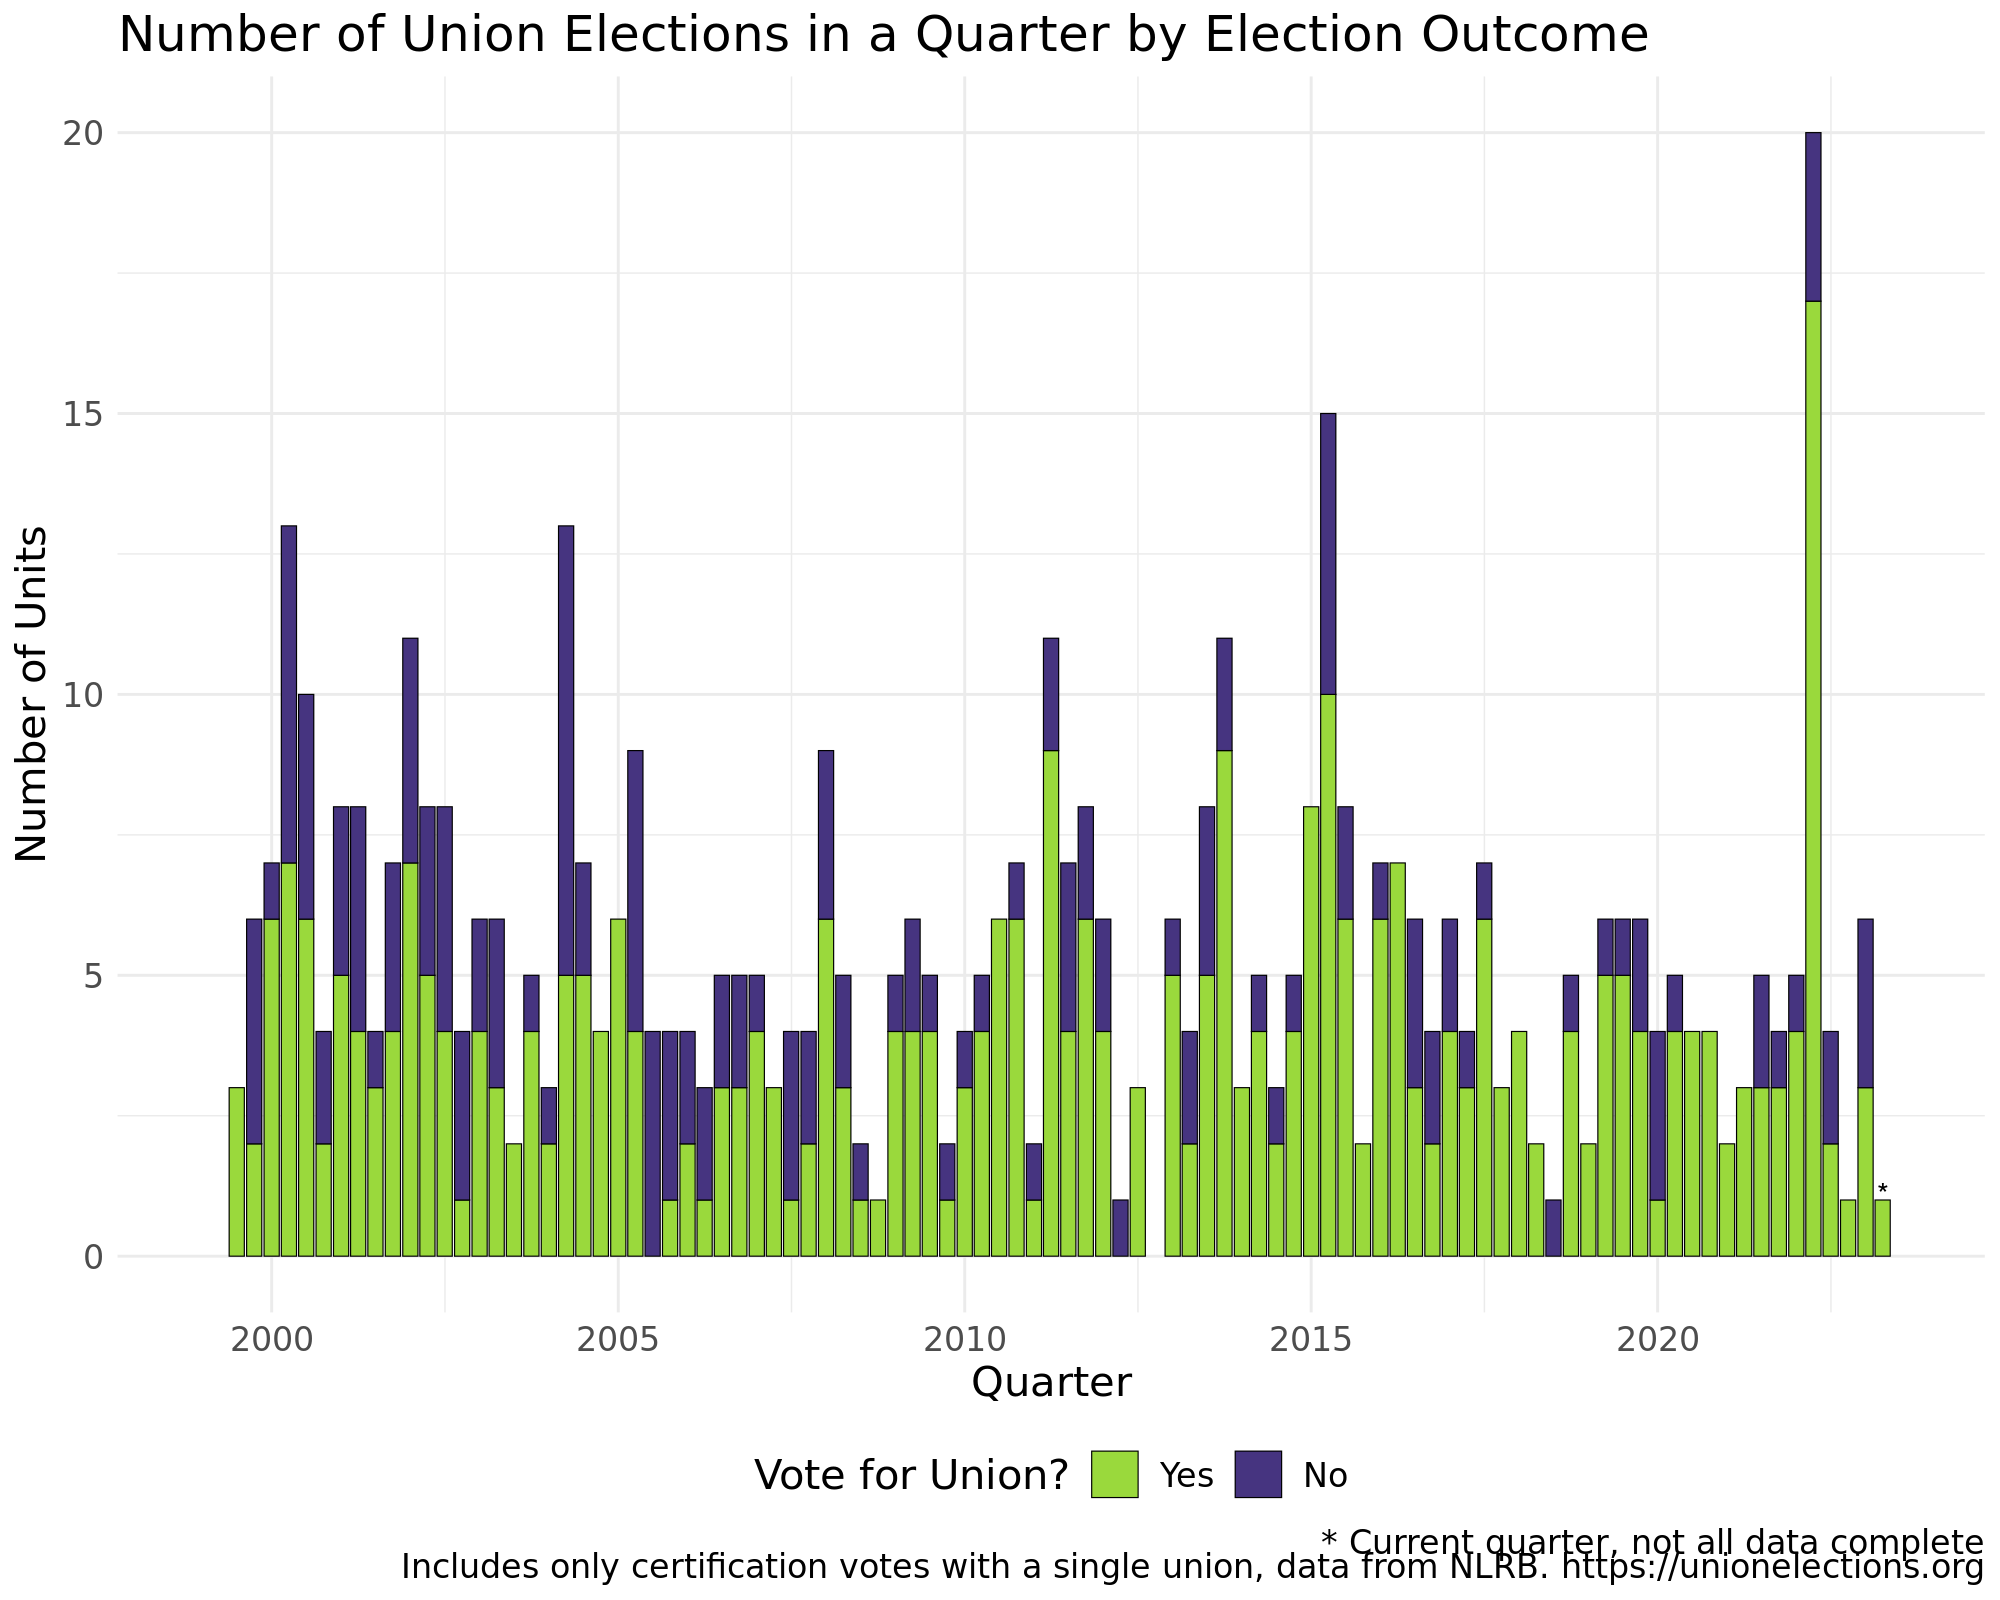 Number of Union Elections in a Quarter by Election Outcome
Number of Units
20
15
10
5
0
*
2000 2005 2010 2015 2020
Quarter
Vote for Union? Yes No
* Current quarter, not all data complete
Includes only certification votes with a single union, data from NLRB. https://unionelections.org